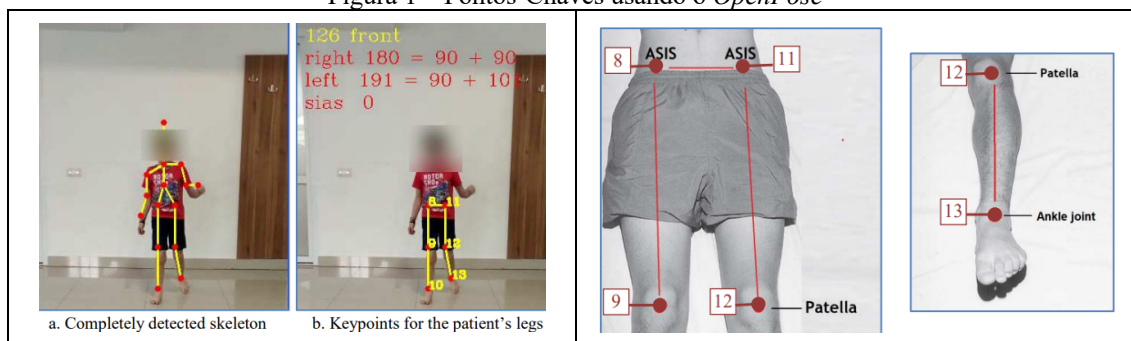 Figura 1 – Pontos-Chaves usando o OpenPose
126 front
right 180 = 90 + 90
left 191 = 90 + 101
sias 0
8 11
9 12
13
10
a. Completely detected skeleton
b. Keypoints for the patient's legs
8 ASIS ASIS 11
9 12 Patella
12 Patella
13 Ankle joint